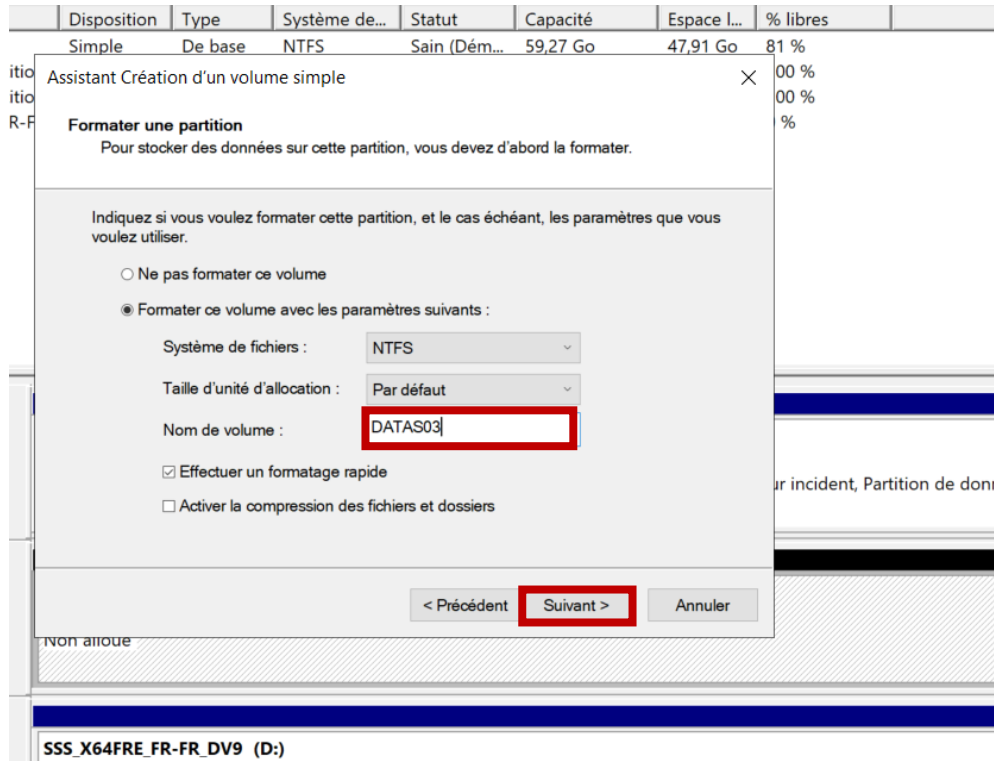 Disposition Type Système de... Statut Capacité Espace l... % libres
Simple De base NTFS Sain (Dém... 59,27 Go 47,91 Go 81 %
itio 00 %
itio 00 %
R-F %
Assistant Création d'un volume simple
Formater une partition
Pour stocker des données sur cette partition, vous devez d'abord la formater.
Indiquez si vous voulez formater cette partition, et le cas échéant, les paramètres que vous
voulez utiliser.
Ne pas formater ce volume
Formater ce volume avec les paramètres suivants :
Système de fichiers : NTFS
Taille d'unité d'allocation : Par défaut
Nom de volume : DATAS03
Effectuer un formatage rapide
ur incident, Partition de donn
Activer la compression des fichiers et dossiers
< Précédent Suivant > Annuler
Non alloué
SSS_X64FRE_FR-FR_DV9 (D:)